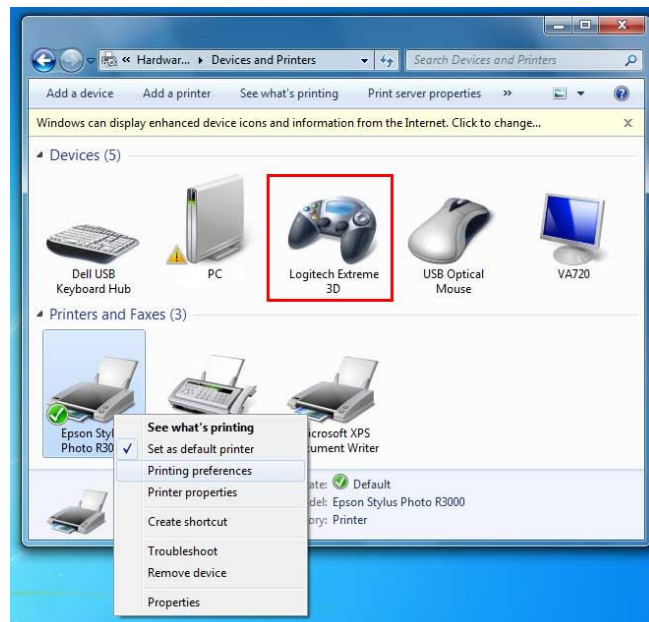 « Hardwar... ▸ Devices and Printers
Search Devices and Printers
Add a device Add a printer See what's printing Print server properties »
Windows can display enhanced device icons and information from the Internet. Click to change...
Devices (5)
Dell USB
Keyboard Hub
PC
Logitech Extreme
3D
USB Optical
Mouse
VA720
Printers and Faxes (3)
Epson Styl
Photo R30
icrosoft XPS
cument Writer
See what's printing
Set as default printer
Printing preferences
Printer properties
Create shortcut
Troubleshoot
Remove device
Properties
ate: Default
del: Epson Stylus Photo R3000
ory: Printer